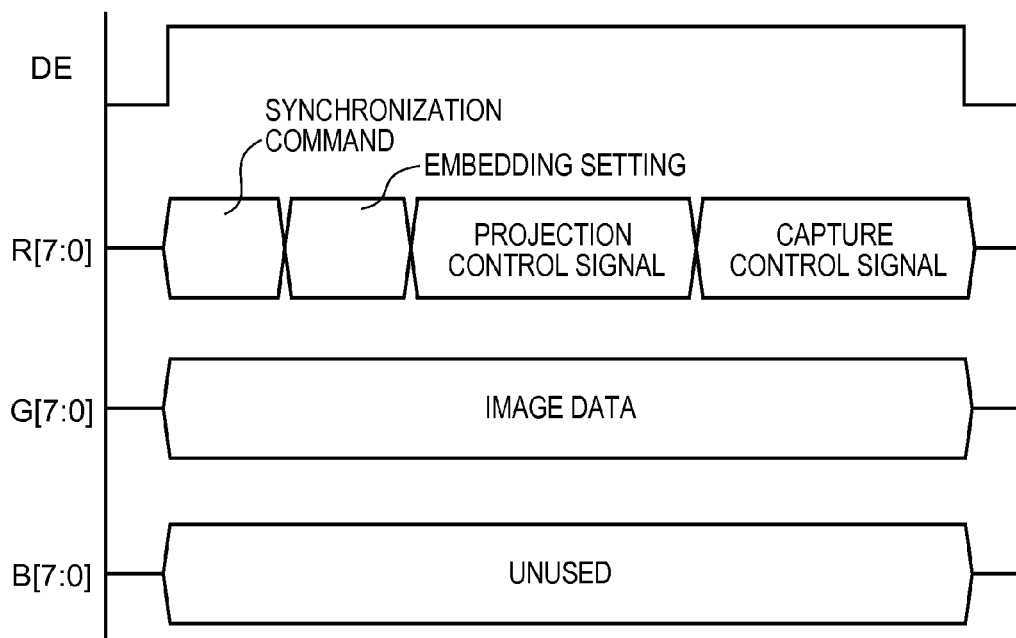 DE
SYNCHRONIZATION
COMMAND
EMBEDDING SETTING
R[7:0]
PROJECTION
CONTROL SIGNAL
CAPTURE
CONTROL SIGNAL
G[7:0]
IMAGE DATA
B[7:0]
UNUSED